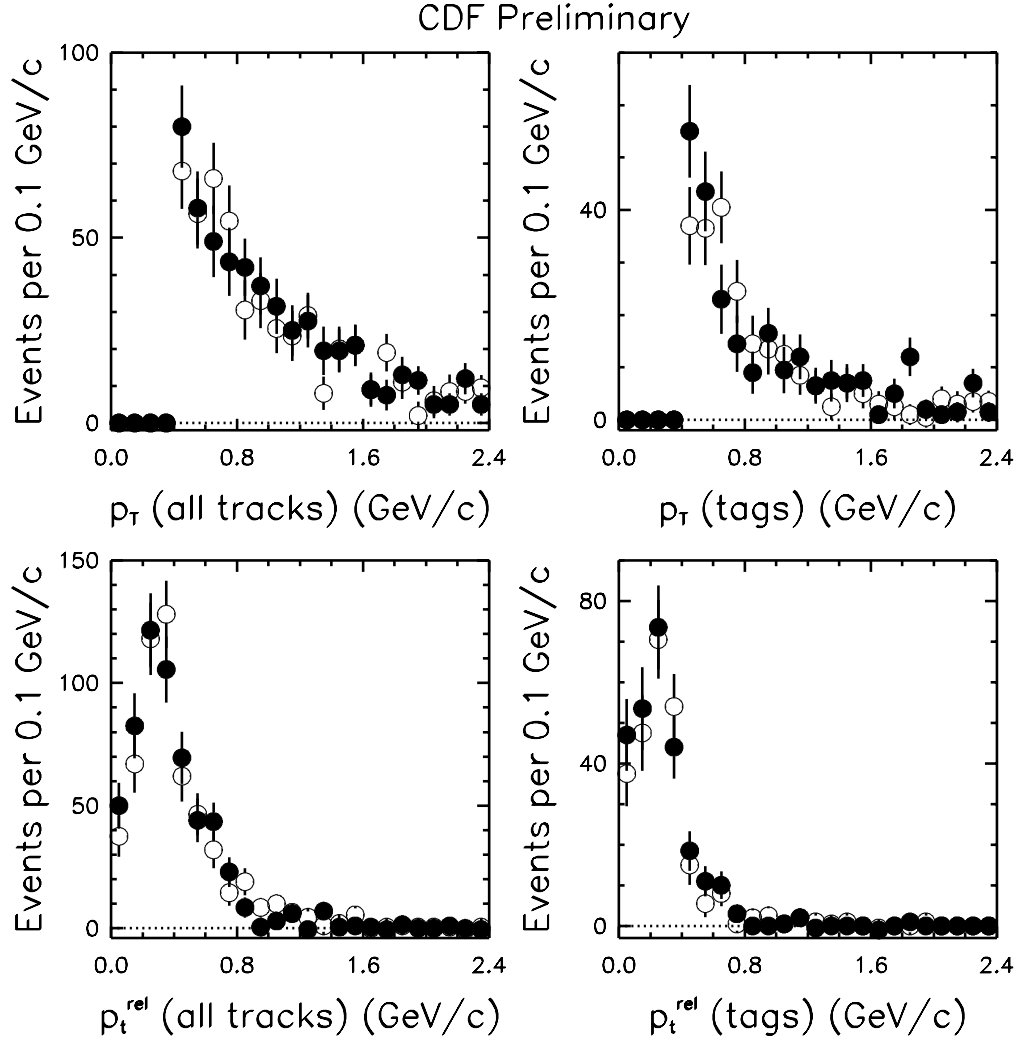 CDF Preliminary
Events per 0.1 GeV/c
100
50
0
0.0 0.8 1.6 2.4
pT (all tracks) (GeV/c)
Events per 0.1 GeV/c
40
0
0.0 0.8 1.6 2.4
pT (tags) (GeV/c)
Events per 0.1 GeV/c
150
100
50
0
0.0 0.8 1.6 2.4
pt rel (all tracks) (GeV/c)
Events per 0.1 GeV/c
80
40
0
0.0 0.8 1.6 2.4
pt rel (tags) (GeV/c)